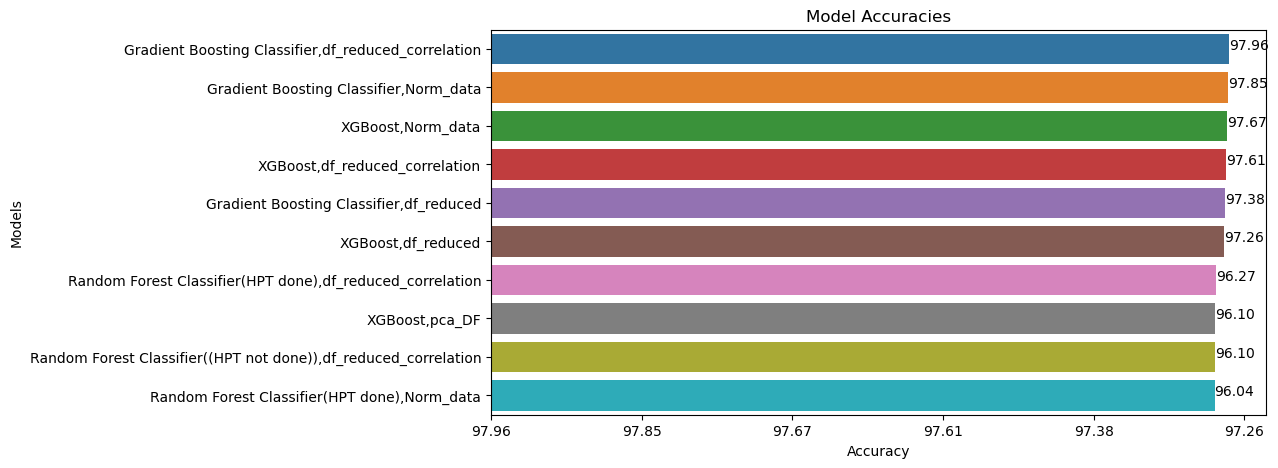 Model Accuracies
Gradient Boosting Classifier,df_reduced_correlation
97.96
Gradient Boosting Classifier,Norm_data
97.85
XGBoost,Norm_data
97.67
XGBoost,df_reduced_correlation
97.61
Gradient Boosting Classifier,df_reduced
97.38
XGBoost,df_reduced
97.26
Random Forest Classifier(HPT done),df_reduced_correlation
96.27
XGBoost,pca_DF
96.10
Random Forest Classifier((HPT not done)),df_reduced_correlation
96.10
Random Forest Classifier(HPT done),Norm_data
96.04
Models
97.96 97.85 97.67 97.61 97.38 97.26
Accuracy